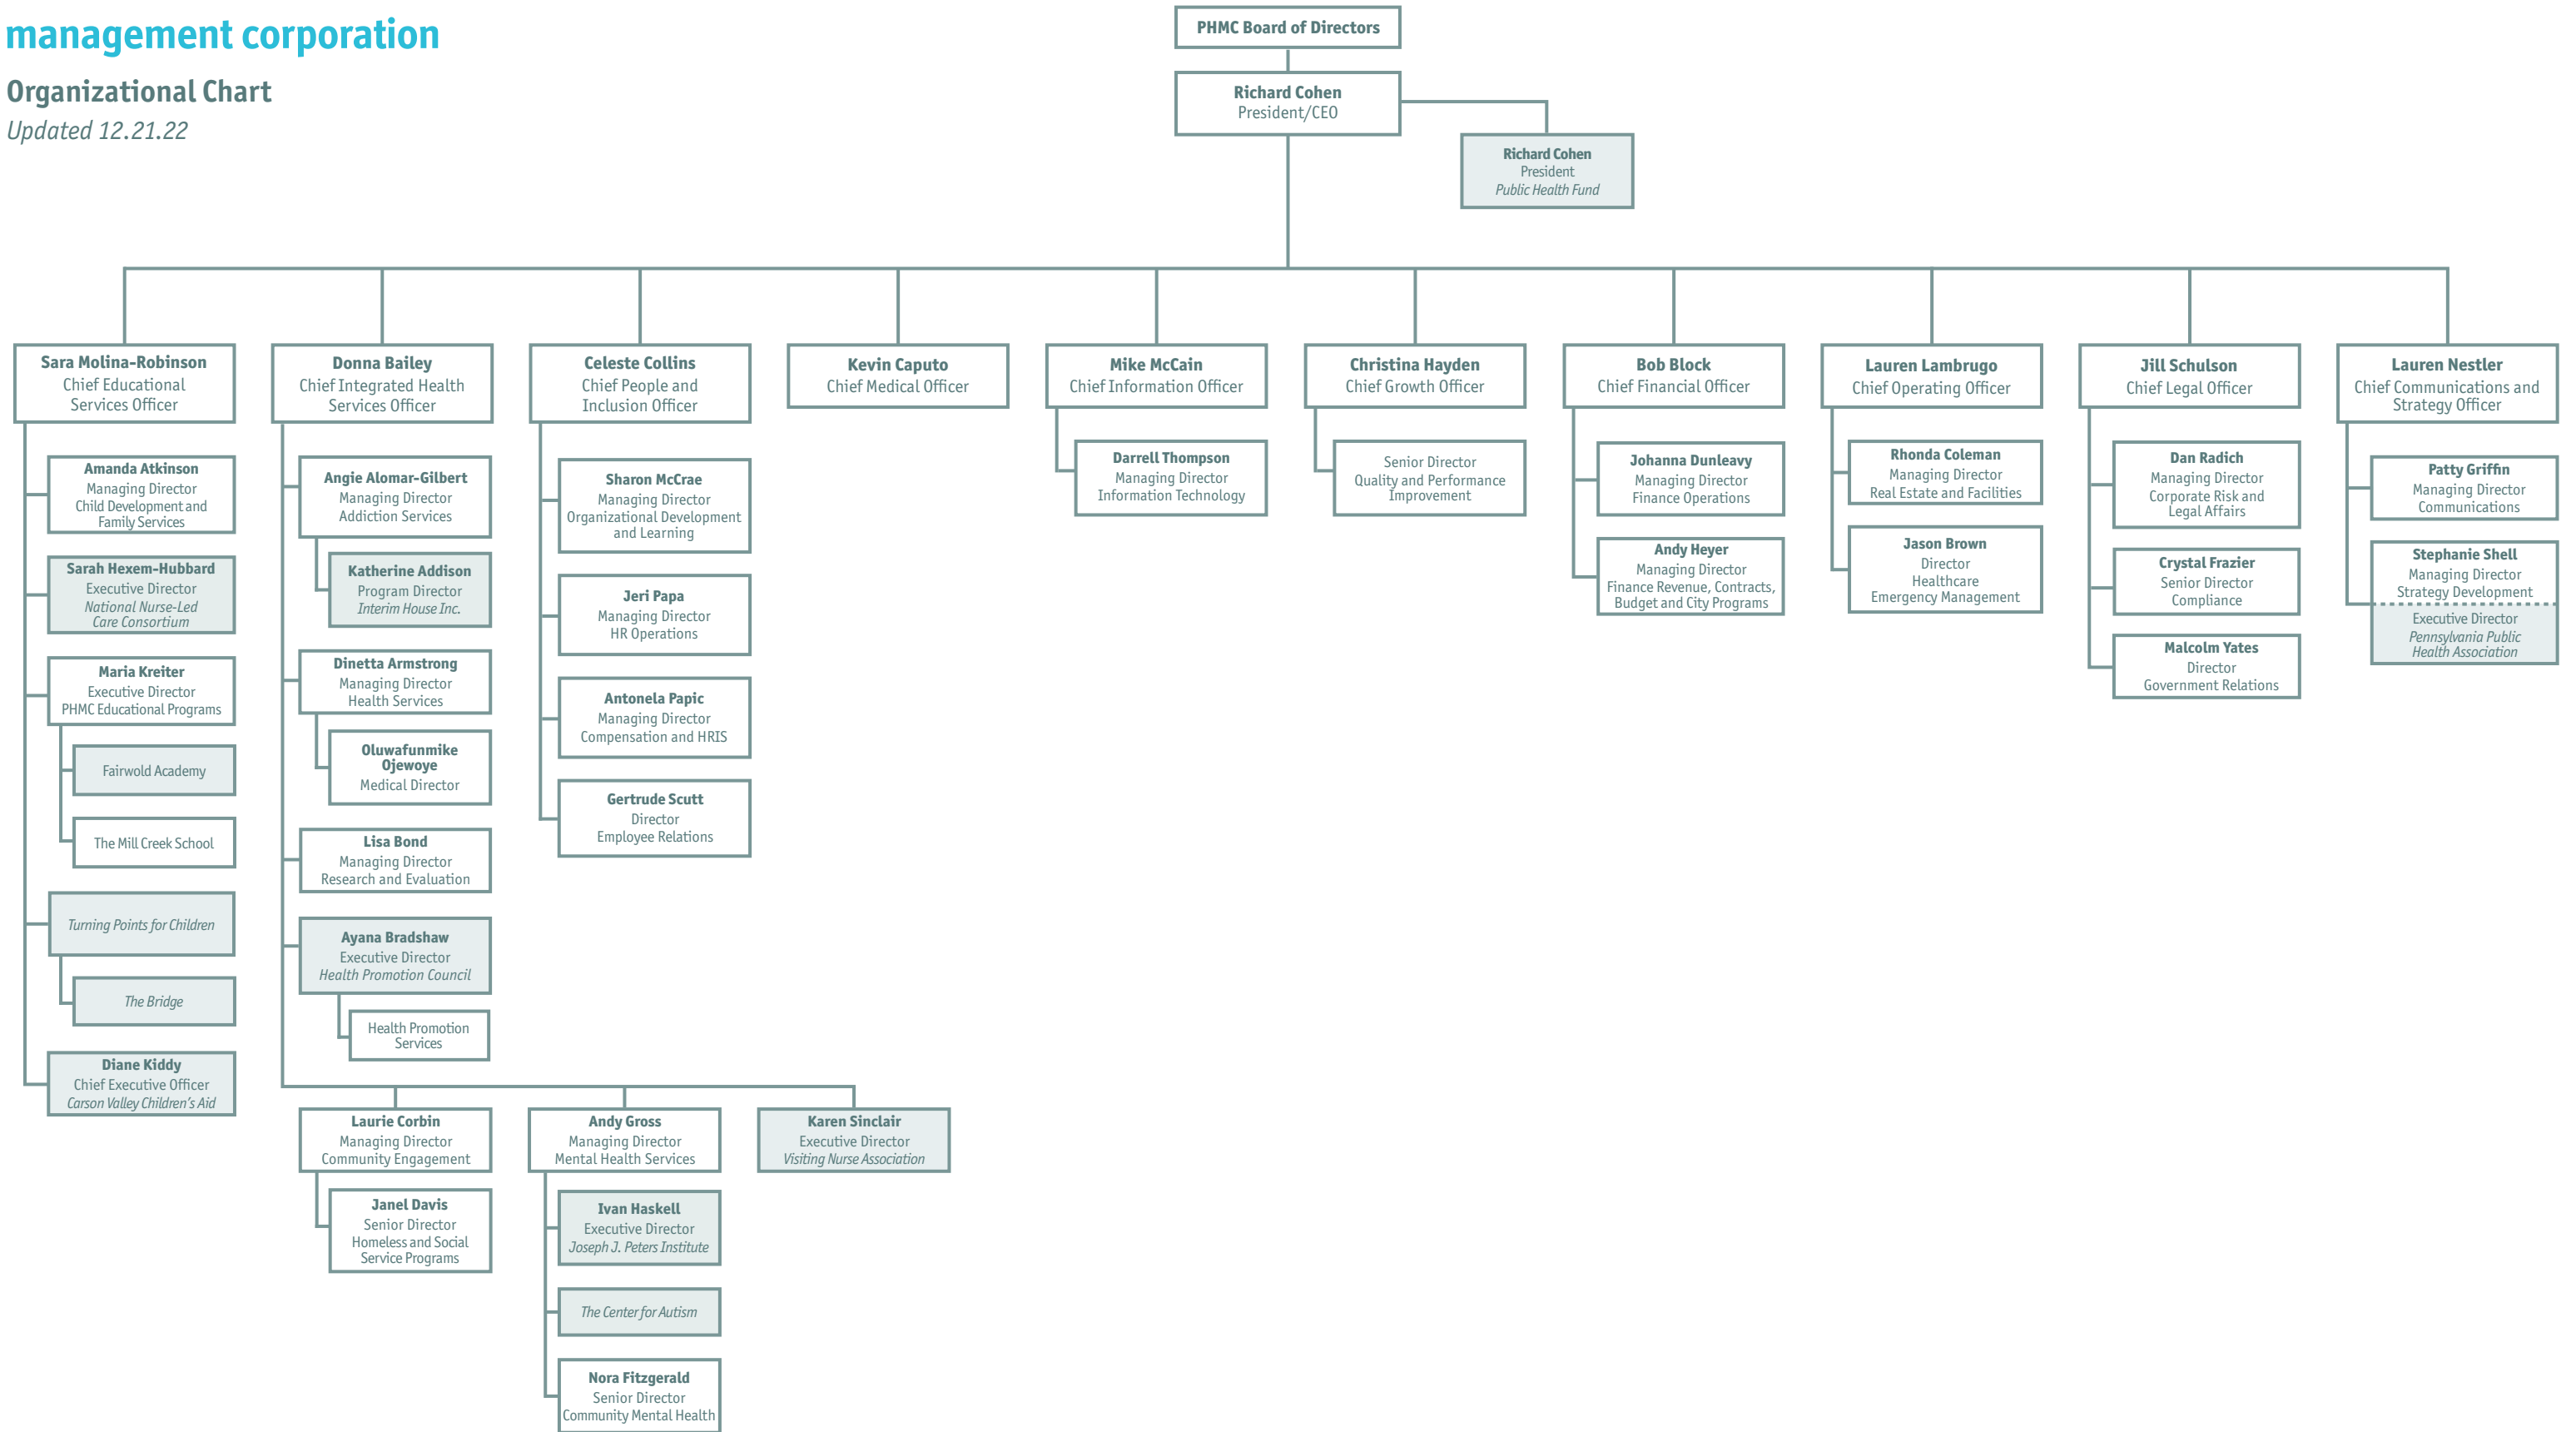 management corporation
Organizational Chart
Updated 12.21.22
PHMC Board of Directors
Richard Cohen
President/CEO
Richard Cohen
President
Public Health Fund
Sara Molina-Robinson
Chief Educational
Services Officer
Amanda Atkinson
Managing Director
Child Development and
Family Services
Sarah Hexem-Hubbard
Executive Director
National Nurse-Led
Care Consortium
Maria Kreiter
Executive Director
PHMC Educational Programs
Fairwold Academy
The Mill Creek School
Turning Points for Children
The Bridge
Diane Kiddy
Chief Executive Officer
Carson Valley Children's Aid
Donna Bailey
Chief Integrated Health
Services Officer
Angie Alomar-Gilbert
Managing Director
Addiction Services
Katherine Addison
Program Director
Interim House Inc.
Dinetta Armstrong
Managing Director
Health Services
Oluwafunmike
Ojewoye
Medical Director
Lisa Bond
Managing Director
Research and Evaluation
Ayana Bradshaw
Executive Director
Health Promotion Council
Health Promotion
Services
Laurie Corbin
Managing Director
Community Engagement
Janel Davis
Senior Director
Homeless and Social
Service Programs
Andy Gross
Managing Director
Mental Health Services
Ivan Haskell
Executive Director
Joseph J. Peters Institute
The Center for Autism
Nora Fitzgerald
Senior Director
Community Mental Health
Karen Sinclair
Executive Director
Visiting Nurse Association
Celeste Collins
Chief People and
Inclusion Officer
Sharon McCrae
Managing Director
Organizational Development
and Learning
Jeri Papa
Managing Director
HR Operations
Antonela Papic
Managing Director
Compensation and HRIS
Gertrude Scutt
Director
Employee Relations
Kevin Caputo
Chief Medical Officer
Mike McCain
Chief Information Officer
Darrell Thompson
Managing Director
Information Technology
Christina Hayden
Chief Growth Officer
Senior Director
Quality and Performance
Improvement
Bob Block
Chief Financial Officer
Johanna Dunleavy
Managing Director
Finance Operations
Andy Heyer
Managing Director
Finance Revenue, Contracts,
Budget and City Programs
Lauren Lambrugo
Chief Operating Officer
Rhonda Coleman
Managing Director
Real Estate and Facilities
Jason Brown
Director
Healthcare
Emergency Management
Jill Schulson
Chief Legal Officer
Dan Radich
Managing Director
Corporate Risk and
Legal Affairs
Crystal Frazier
Senior Director
Compliance
Malcolm Yates
Director
Government Relations
Lauren Nestler
Chief Communications and
Strategy Officer
Patty Griffin
Managing Director
Communications
Stephanie Shell
Managing Director
Strategy Development
Executive Director
Pennsylvania Public
Health Association